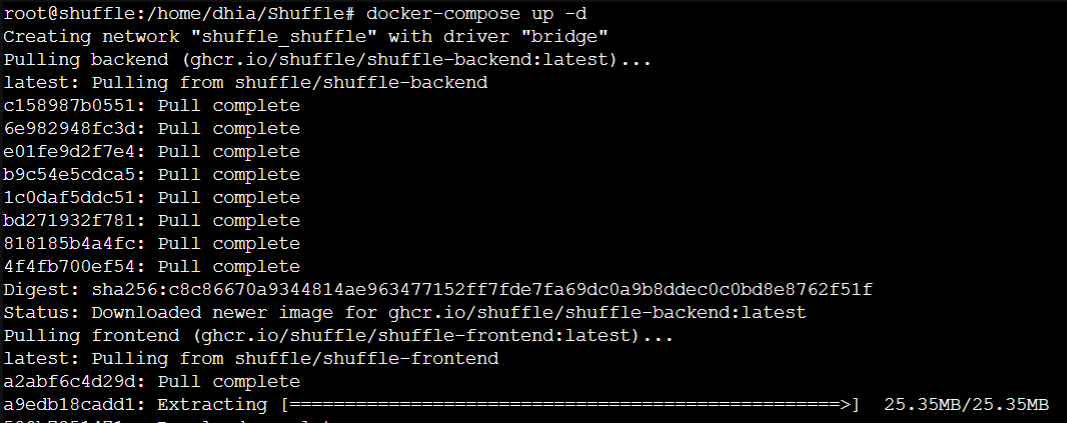 root@shuffle:/home/dhia/Shuffle# docker-compose up -d
Creating network "shuffle_shuffle" with driver "bridge"
Pulling backend (ghcr.io/shuffle/shuffle-backend:latest)...
latest: Pulling from shuffle/shuffle-backend
c158987b0551: Pull complete
6e982948fc3d: Pull complete
e01fe9d2f7e4: Pull complete
b9c54e5cdca5: Pull complete
1c0daf5ddc51: Pull complete
bd271932f781: Pull complete
818185b4a4fc: Pull complete
4f4fb700ef54: Pull complete
Digest: sha256:c8c86670a9344814ae963477152ff7fde7fa69dc0a9b8ddec0c0bd8e8762f51f
Status: Downloaded newer image for ghcr.io/shuffle/shuffle-backend:latest
Pulling frontend (ghcr.io/shuffle/shuffle-frontend:latest)...
latest: Pulling from shuffle/shuffle-frontend
a2abf6c4d29d: Pull complete
a9edb18cadd1: Extracting [==================================================>]  25.35MB/25.35MB